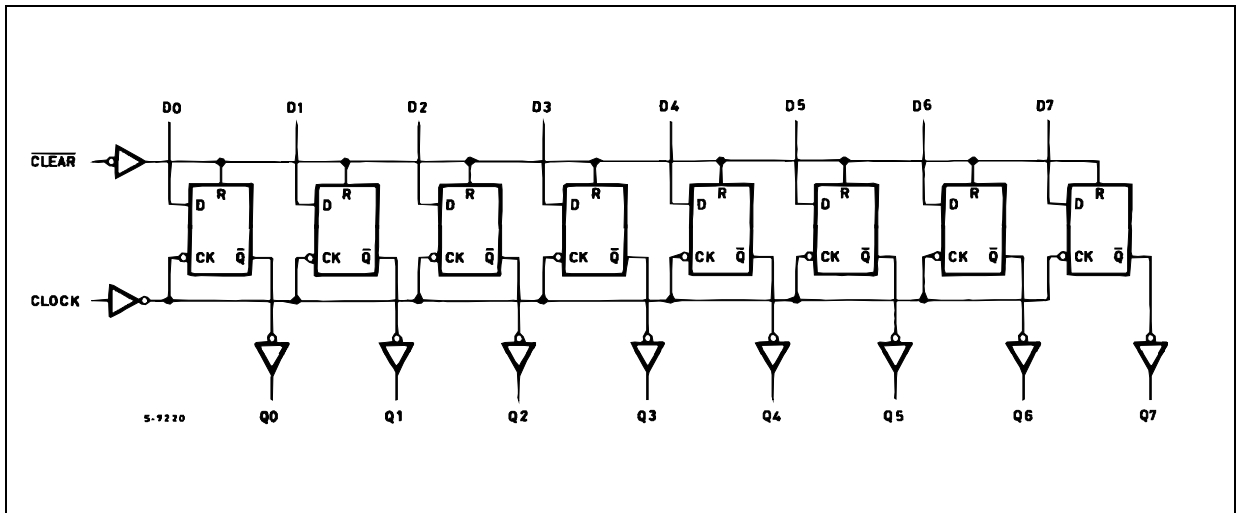 D0 D1 D2 D3 D4 D5 D6 D7
CLEAR
R R R R R R R R
D D D D D D D D
CK Q̅ CK Q̅ CK Q̅ CK Q̅ CK Q̅ CK Q̅ CK Q̅ CK Q̅
CLOCK
S-9220 Q0 Q1 Q2 Q3 Q4 Q5 Q6 Q7